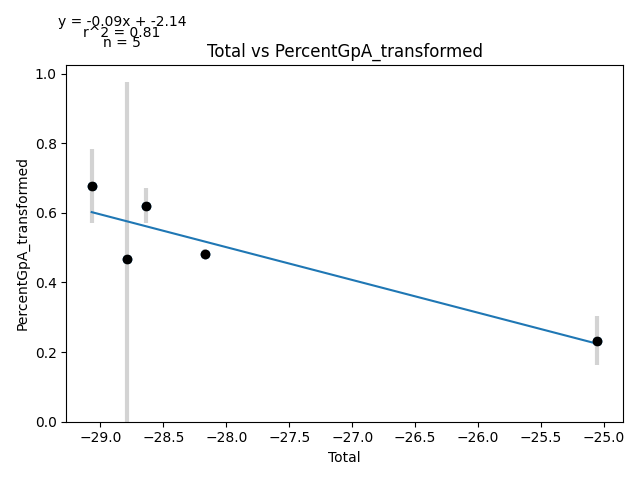 y = -0.09x + -2.14
r^2 = 0.81
n = 5
Total vs PercentGpA_transformed
PercentGpA_transformed
1.0
0.8
0.6
0.4
0.2
0.0
−29.0 −28.5 −28.0 −27.5 −27.0 −26.5 −26.0 −25.5 −25.0
Total